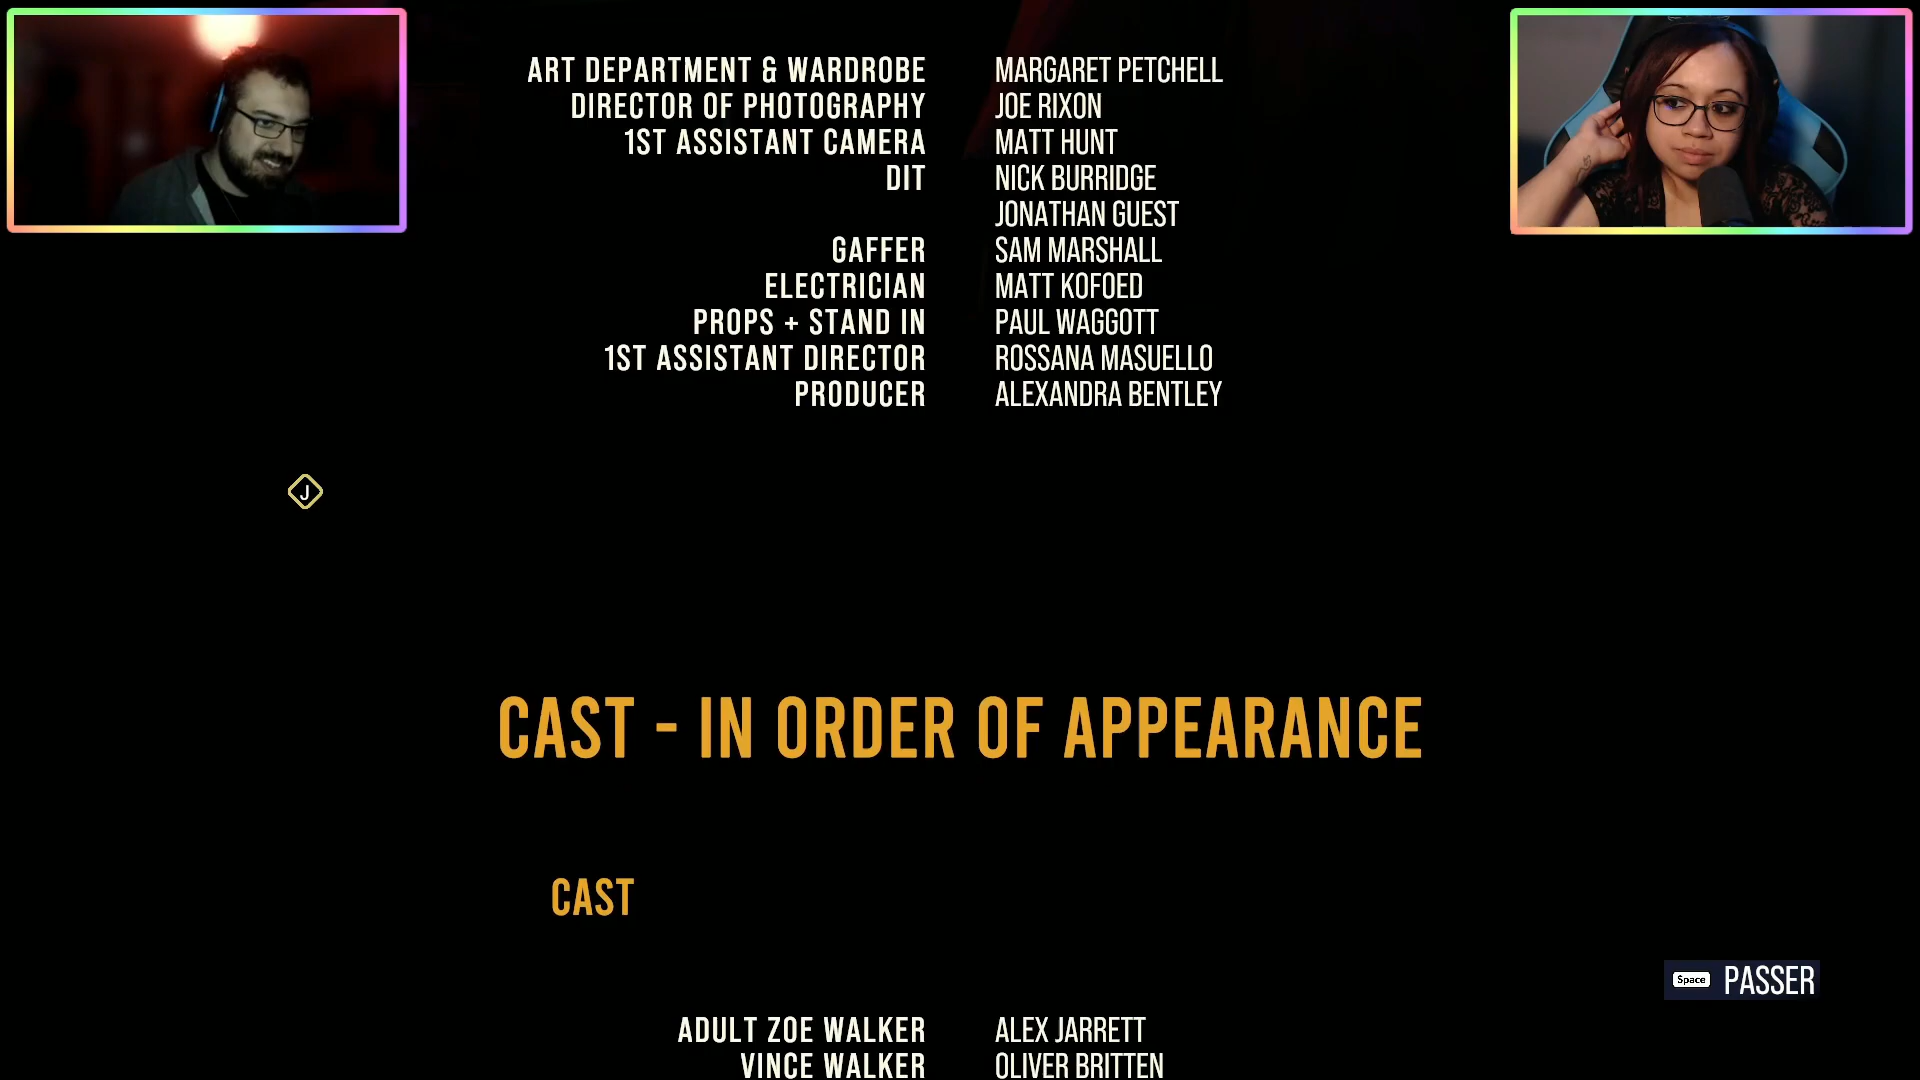 ART DEPARTMENT & WARDROBE MARGARET PETCHELL
DIRECTOR OF PHOTOGRAPHY JOE RIXON
1ST ASSISTANT CAMERA MATT HUNT
DIT NICK BURRIDGE
JONATHAN GUEST
GAFFER SAM MARSHALL
ELECTRICIAN MATT KOFOED
PROPS + STAND IN PAUL WAGGOTT
1ST ASSISTANT DIRECTOR ROSSANA MASUELLO
PRODUCER ALEXANDRA BENTLEY
J
CAST - IN ORDER OF APPEARANCE
CAST
Space PASSER
ADULT ZOE WALKER ALEX JARRETT
VINCE WALKER OLIVER BRITTEN